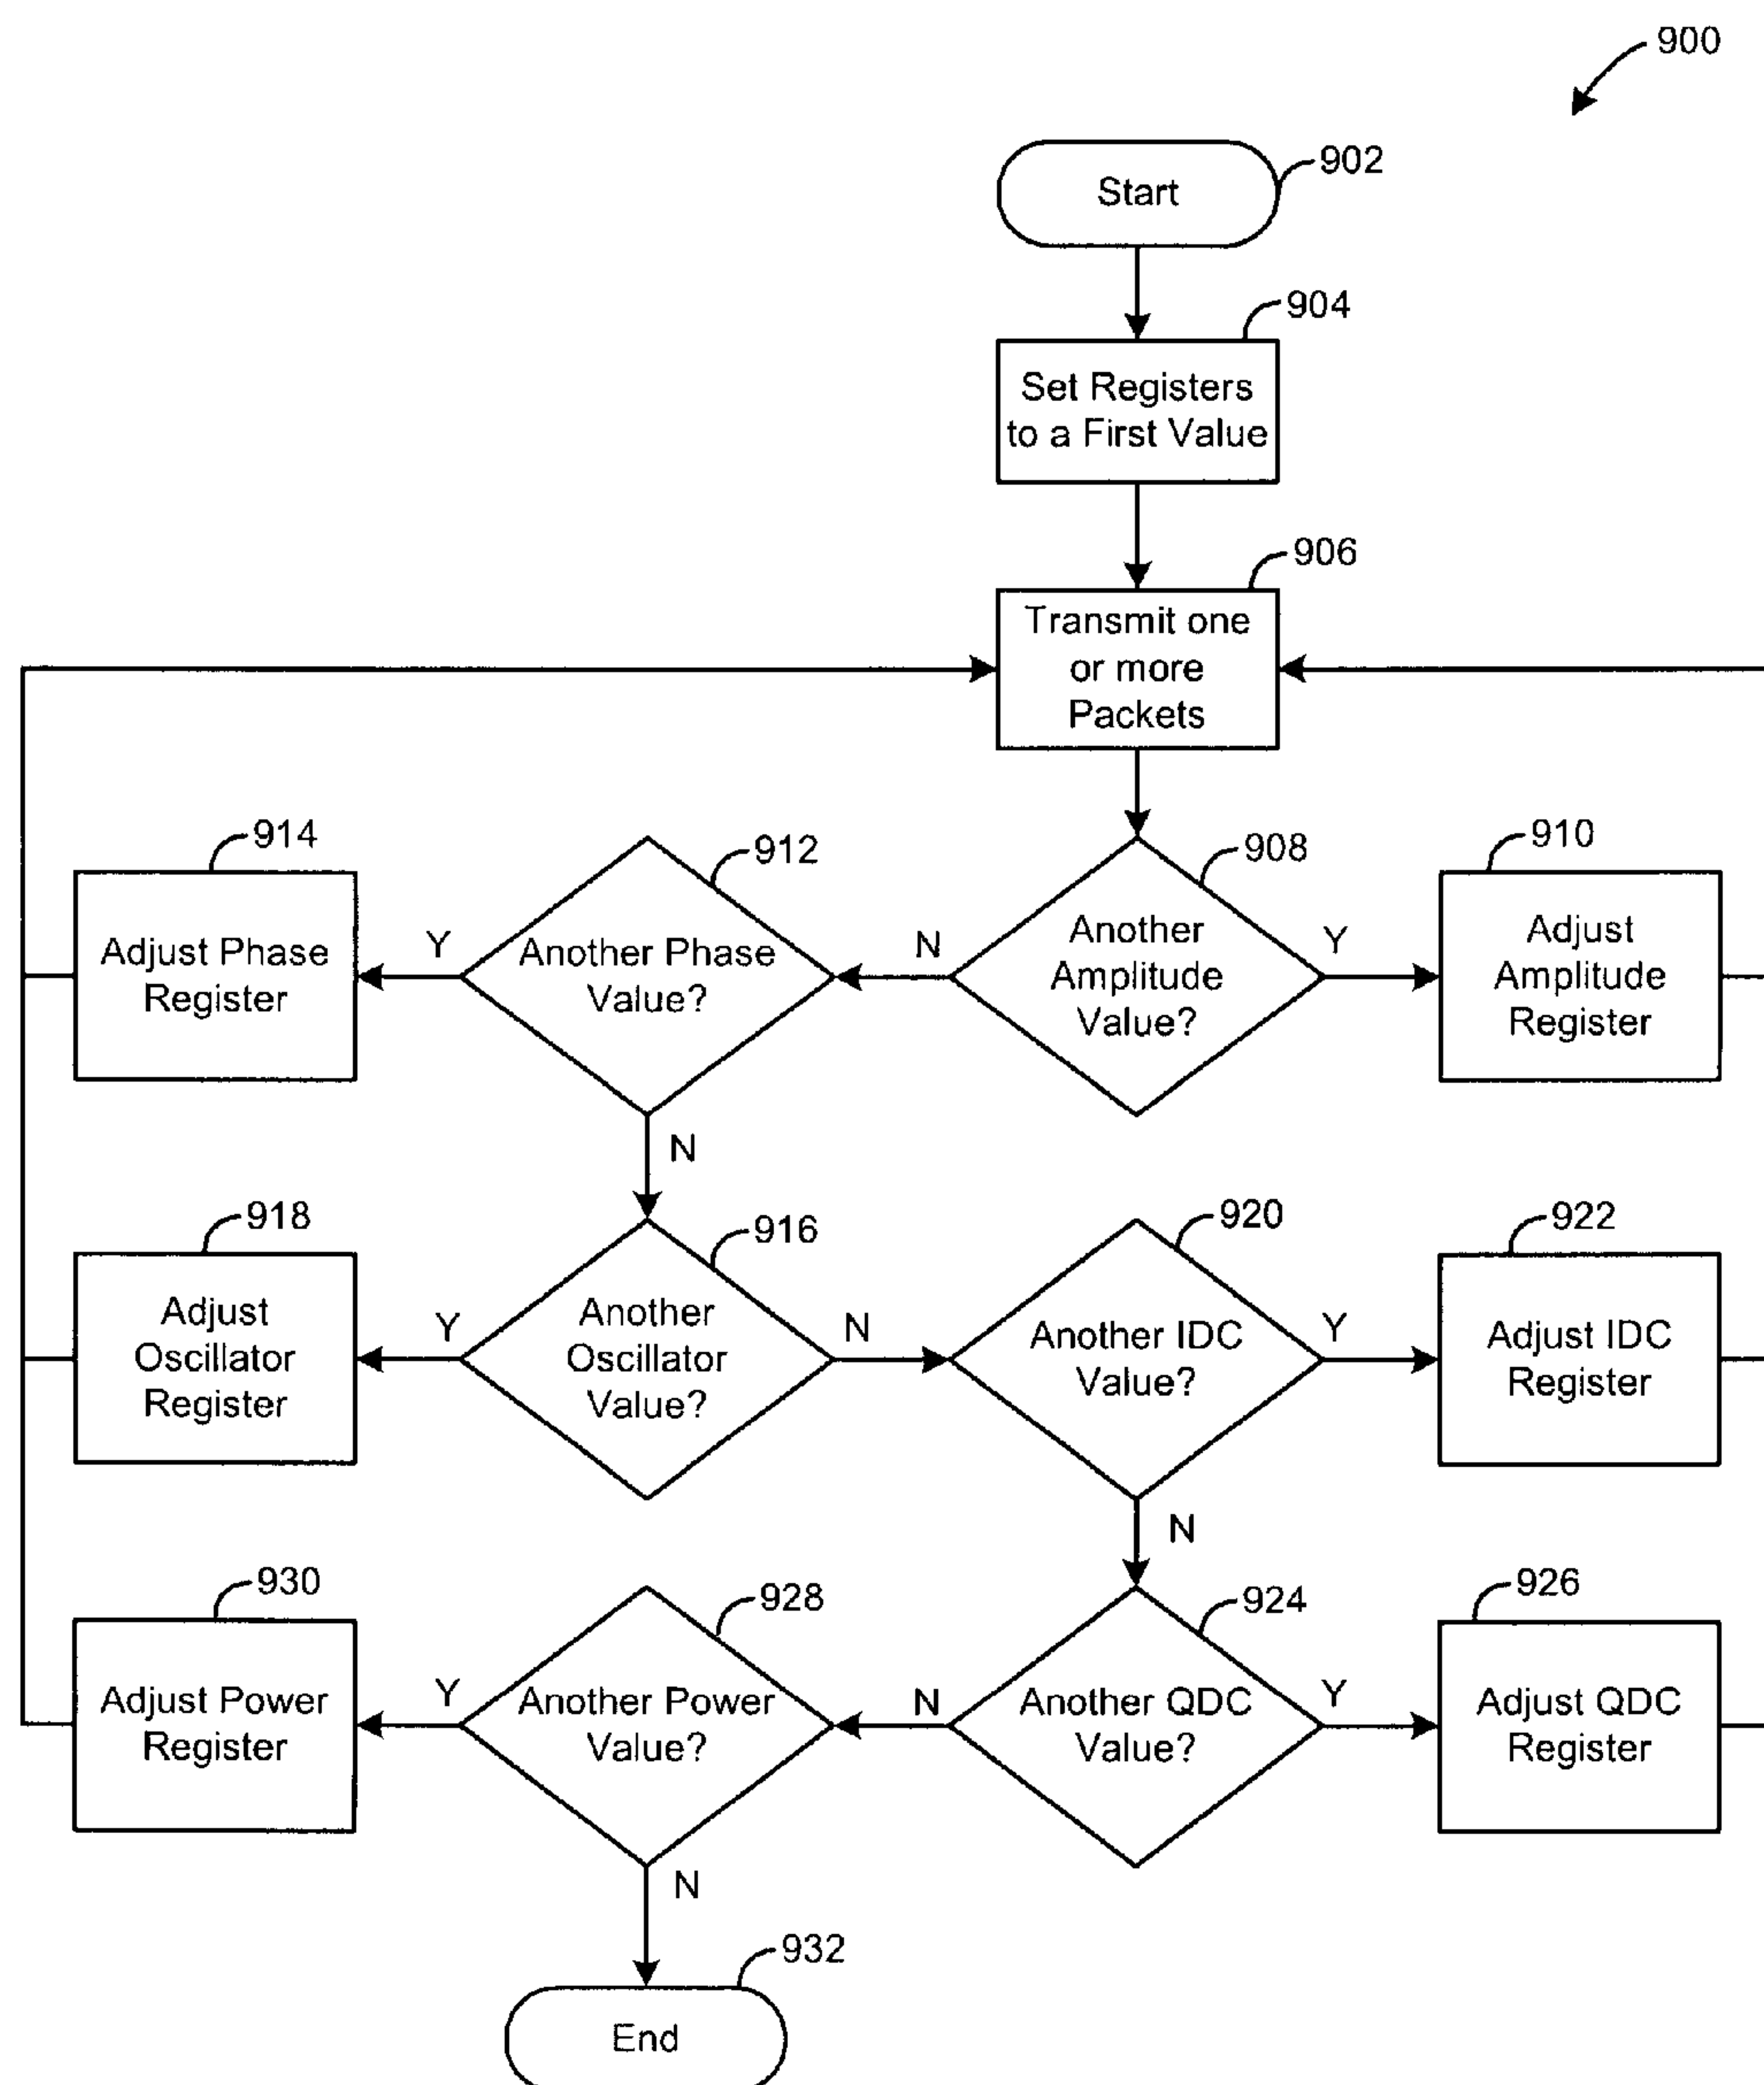 900
902
Start
904
Set Registers
to a First Value
906
Transmit one
or more
Packets
914
912
908
910
Adjust Phase
Register
Y
Another Phase
Value?
N
Another
Amplitude
Value?
Y
Adjust
Amplitude
Register
N
918
916
920
922
Adjust
Oscillator
Register
Y
Another
Oscillator
Value?
N
Another IDC
Value?
Y
Adjust IDC
Register
N
930
928
924
926
Adjust Power
Register
Y
Another Power
Value?
N
Another QDC
Value?
Y
Adjust QDC
Register
N
932
End